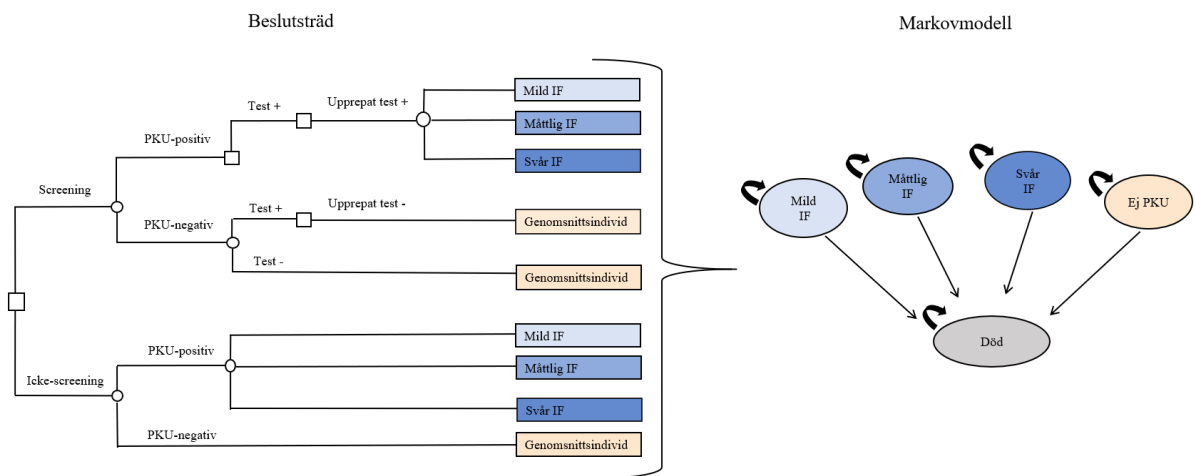 Beslutsträd
Markovmodell
Mild IF
Test +
Upprepat test +
Måttlig IF
PKU-positiv
Svår IF
Screening
PKU-negativ
Test +
Upprepat test -
Genomsnittsindivid
Test -
Genomsnittsindivid
Mild IF
PKU-positiv
Måttlig IF
Icke-screening
Svår IF
PKU-negativ
Genomsnittsindivid
Mild
IF
Måttlig
IF
Svår
IF
Ej PKU
Död